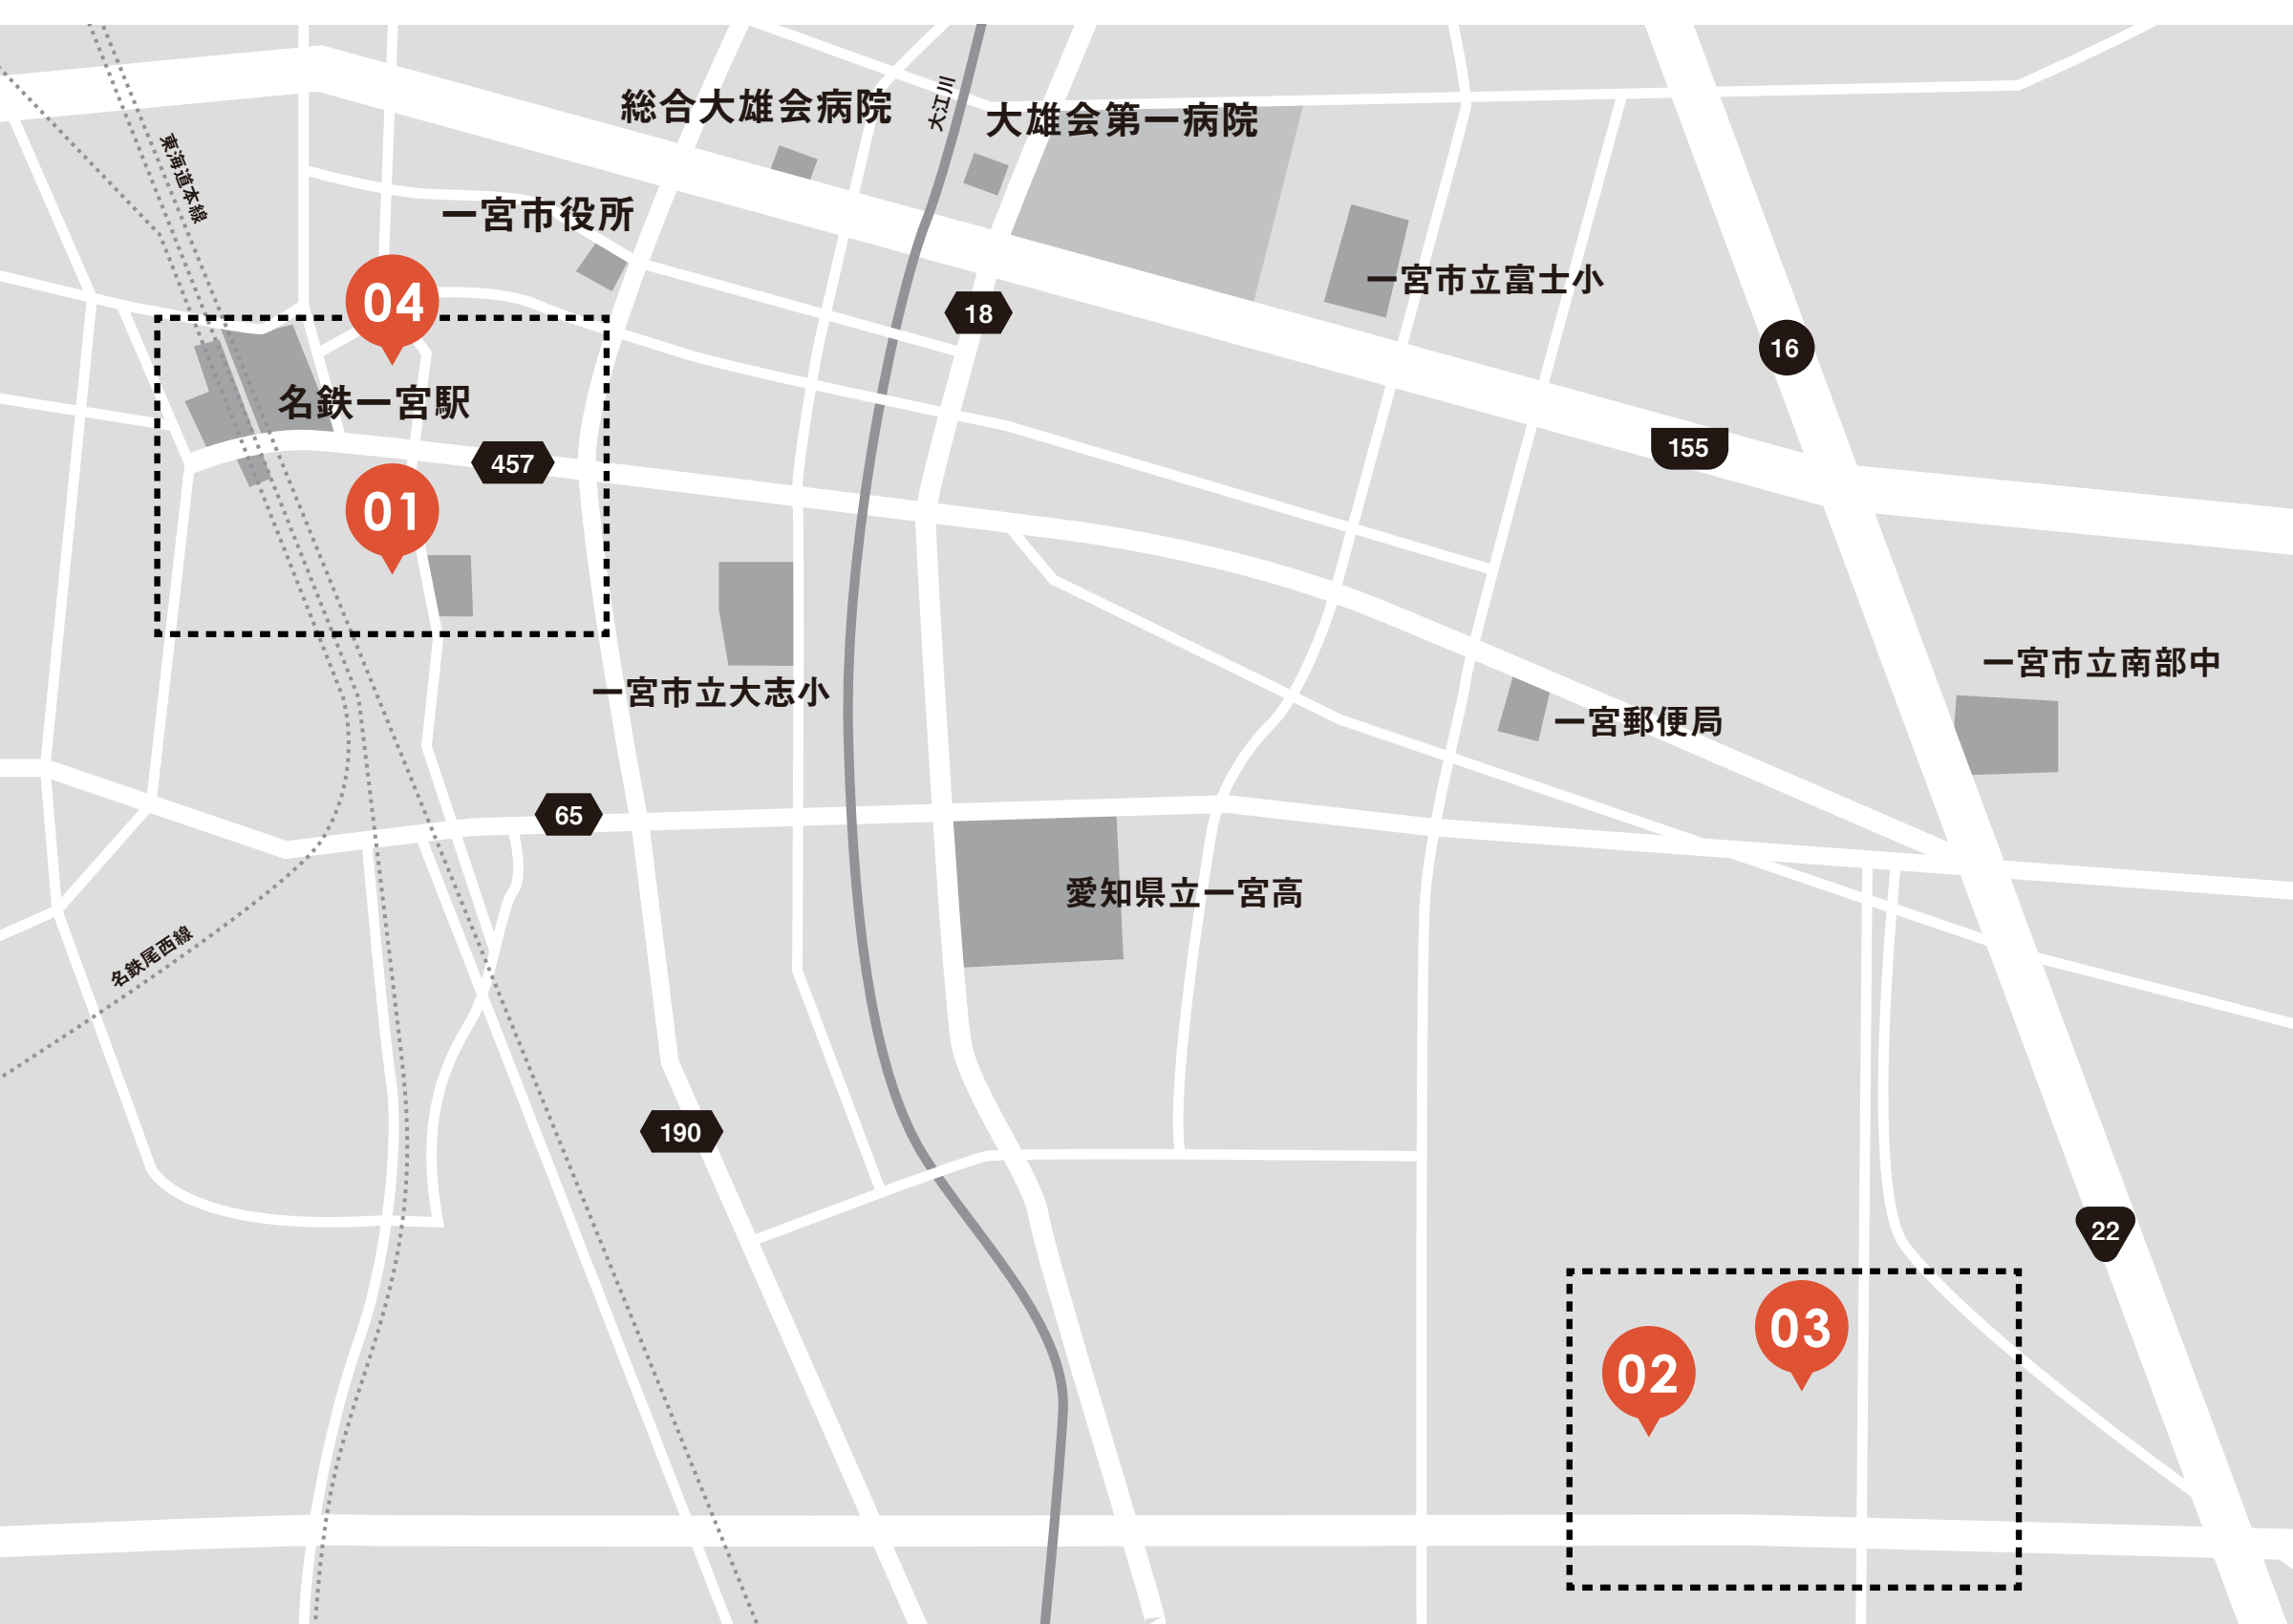 総合大雄会病院
大江川
大雄会第一病院
東海道本線
一宮市役所
一宮市立富士小
04
18
16
名鉄一宮駅
457
155
01
一宮市立大志小
一宮市立南部中
一宮郵便局
65
愛知県立一宮高
名鉄尾西線
190
22
03
02